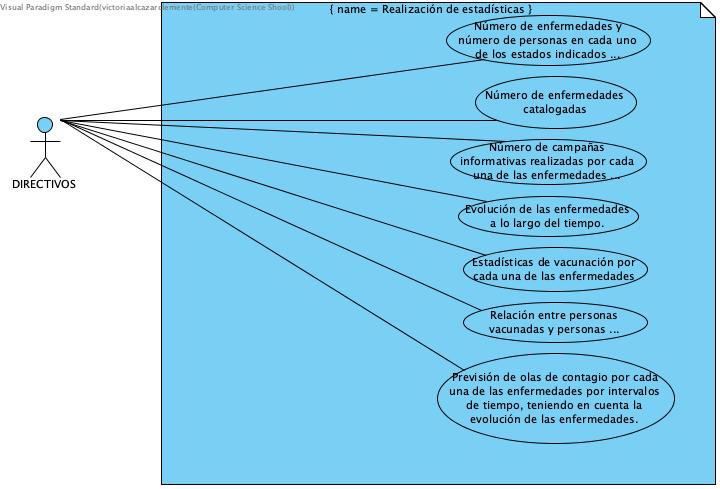 Visual Paradigm Standard(victoriaalcazarclemente(Computer Science Shool))
{ name = Realización de estadísticas }
Número de enfermedades y
número de personas en cada uno
de los estados indicados ...
Número de enfermedades
catalogadas
Número de campañas
informativas realizadas por cada
una de las enfermedades ...
DIRECTIVOS
Evolución de las enfermedades
a lo largo del tiempo.
Estadísticas de vacunación por
cada una de las enfermedades
Relación entre personas
vacunadas y personas ...
Previsión de olas de contagio por cada
una de las enfermedades por intervalos
de tiempo, teniendo en cuenta la
evolución de las enfermedades.